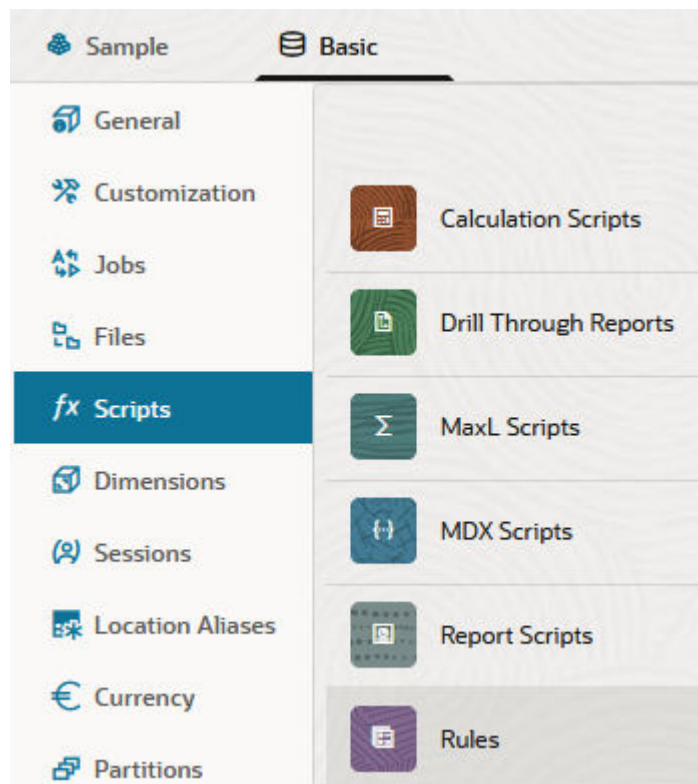 Sample
Basic
General
Customization
Jobs
Files
fx Scripts
Dimensions
Sessions
Location Aliases
Currency
Partitions
Calculation Scripts
Drill Through Reports
MaxL Scripts
MDX Scripts
Report Scripts
Rules